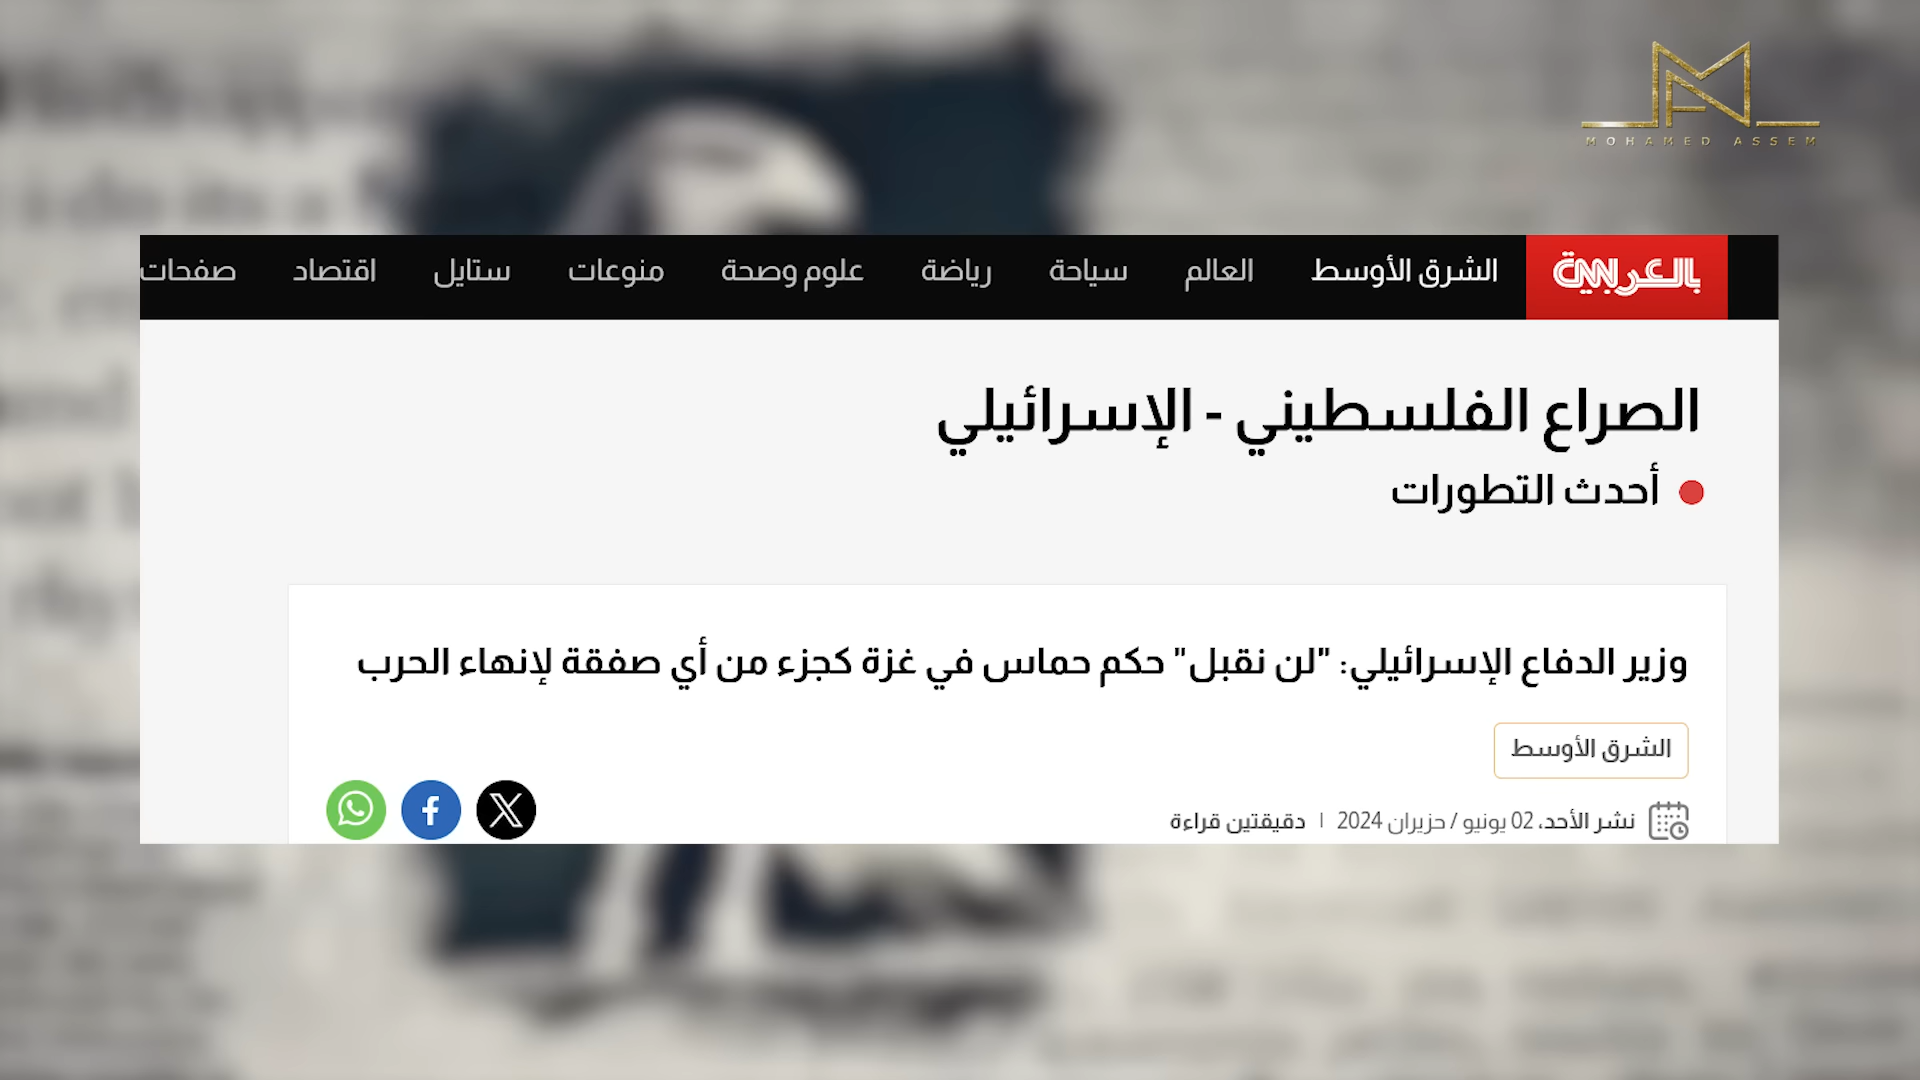 MOHAMED ASSEM
CNN بالعربية الشرق الأوسط العالم سياحة رياضة علوم وصحة منوعات ستايل اقتصاد صفحات
الصراع الفلسطيني - الإسرائيلي
أحدث التطورات
وزير الدفاع الإسرائيلي: "لن نقبل" حكم حماس في غزة كجزء من أي صفقة لإنهاء الحرب
الشرق الأوسط
نشر الأحد، 02 يونيو / حزيران 2024 | دقيقتين قراءة